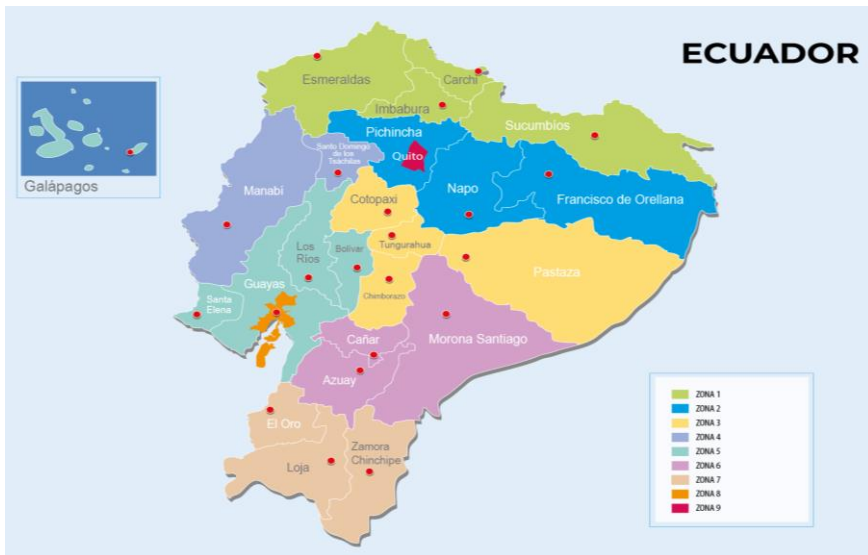 ECUADOR
Esmeraldas
Carchi
Imbabura
Sucumbíos
Pichincha
Quito
Santo Domingo
de los
Tsáchilas
Galápagos
Manabí
Napo
Francisco de Orellana
Cotopaxi
Tungurahua
Los
Ríos
Bolívar
Pastaza
Guayas
Chimborazo
Santa
Elena
Cañar
Morona Santiago
Azuay
El Oro
Zamora
Chinchipe
Loja
ZONA 1
ZONA 2
ZONA 3
ZONA 4
ZONA 5
ZONA 6
ZONA 7
ZONA 8
ZONA 9